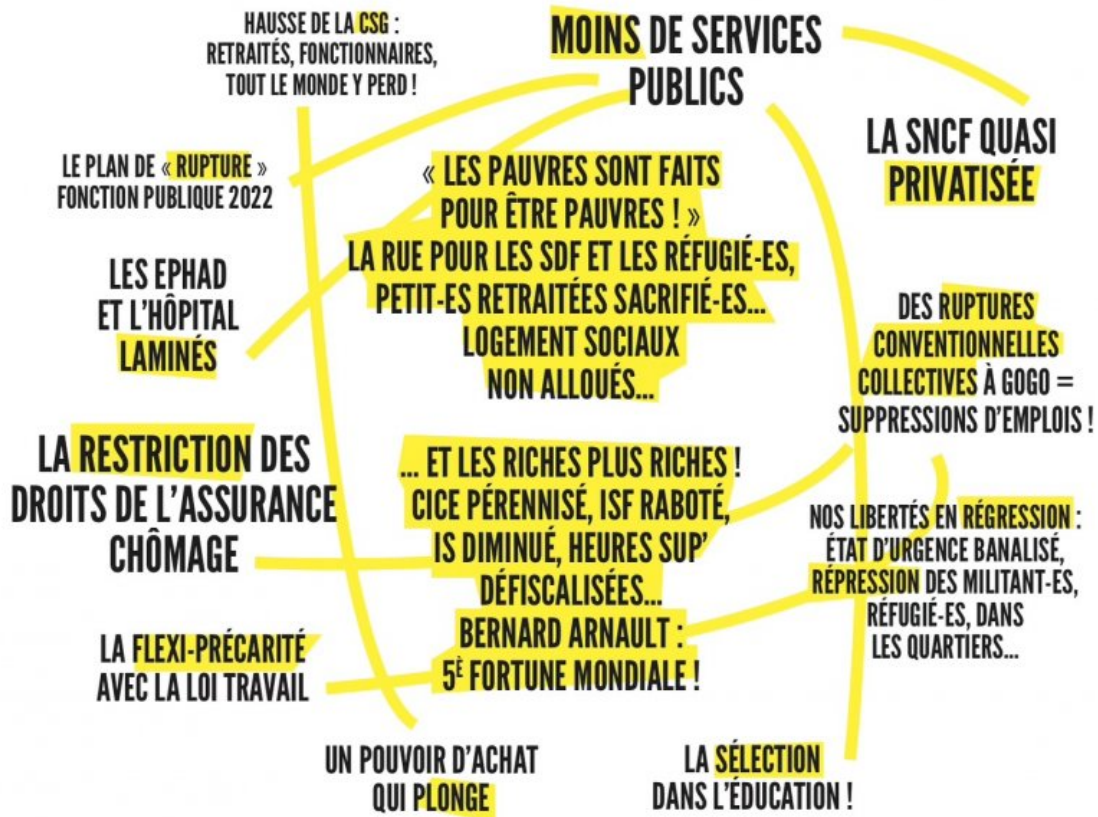 HAUSSE DE LA CSG :
RETRAITÉS, FONCTIONNAIRES,
TOUT LE MONDE Y PERD !
MOINS DE SERVICES
PUBLICS
LA SNCF QUASI
PRIVATISÉE
LE PLAN DE « RUPTURE »
FONCTION PUBLIQUE 2022
« LES PAUVRES SONT FAITS
POUR ÊTRE PAUVRES ! »
LA RUE POUR LES SDF ET LES RÉFUGIÉ-ES,
PETIT-ES RETRAITÉES SACRIFIÉ-ES...
LOGEMENT SOCIAUX
NON ALLOUÉS...
LES EPHAD
ET L'HÔPITAL
LAMINÉS
DES RUPTURES
CONVENTIONNELLES
COLLECTIVES À GOGO =
SUPPRESSIONS D'EMPLOIS !
LA RESTRICTION DES
DROITS DE L'ASSURANCE
CHÔMAGE
... ET LES RICHES PLUS RICHES !
CICE PÉRENNISÉ, ISF RABOTÉ,
IS DIMINUÉ, HEURES SUP'
DÉFISCALISÉES...
BERNARD ARNAULT :
5È FORTUNE MONDIALE !
NOS LIBERTÉS EN RÉGRESSION :
ÉTAT D'URGENCE BANALISÉ,
RÉPRESSION DES MILITANT-ES,
RÉFUGIÉ-ES, DANS
LES QUARTIERS...
LA FLEXI-PRÉCARITÉ
AVEC LA LOI TRAVAIL
UN POUVOIR D'ACHAT
QUI PLONGE
LA SÉLECTION
DANS L'ÉDUCATION !